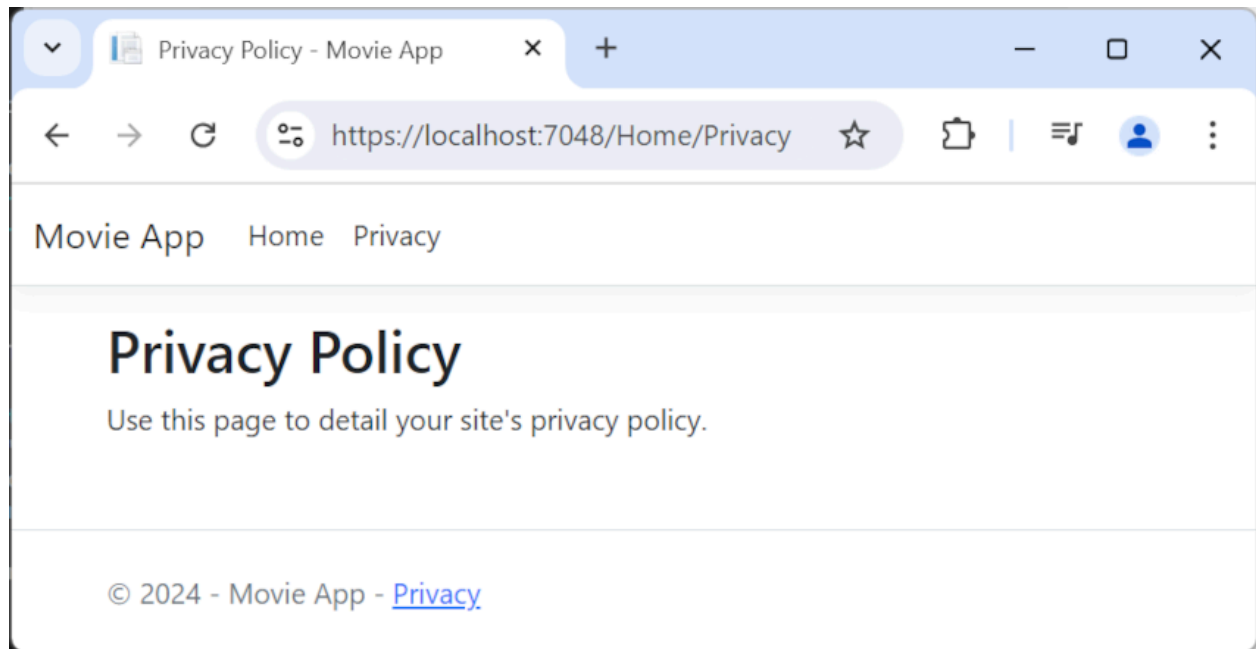 Privacy Policy - Movie App
https://localhost:7048/Home/Privacy
Movie App Home Privacy
Privacy Policy
Use this page to detail your site's privacy policy.
© 2024 - Movie App - Privacy